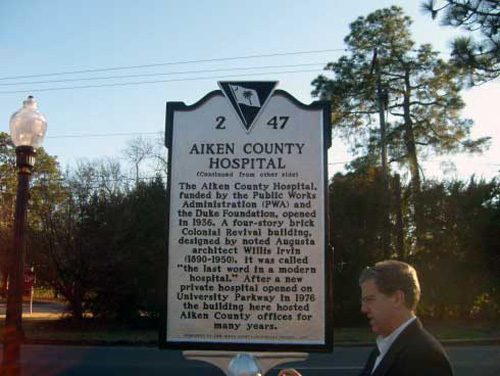 2 47
AIKEN COUNTY
HOSPITAL
(Continued from other side)
The Aiken County Hospital,
funded by the Public Works
Administration (PWA) and
the Duke Foundation, opened
in 1936. A four-story brick
Colonial Revival building,
designed by noted Augusta
architect Willis Irvin
(1890-1950), it was called
"the last word in a modern
hospital." After a new
private hospital opened on
University Parkway in 1976
the building here hosted
Aiken County offices for
many years.